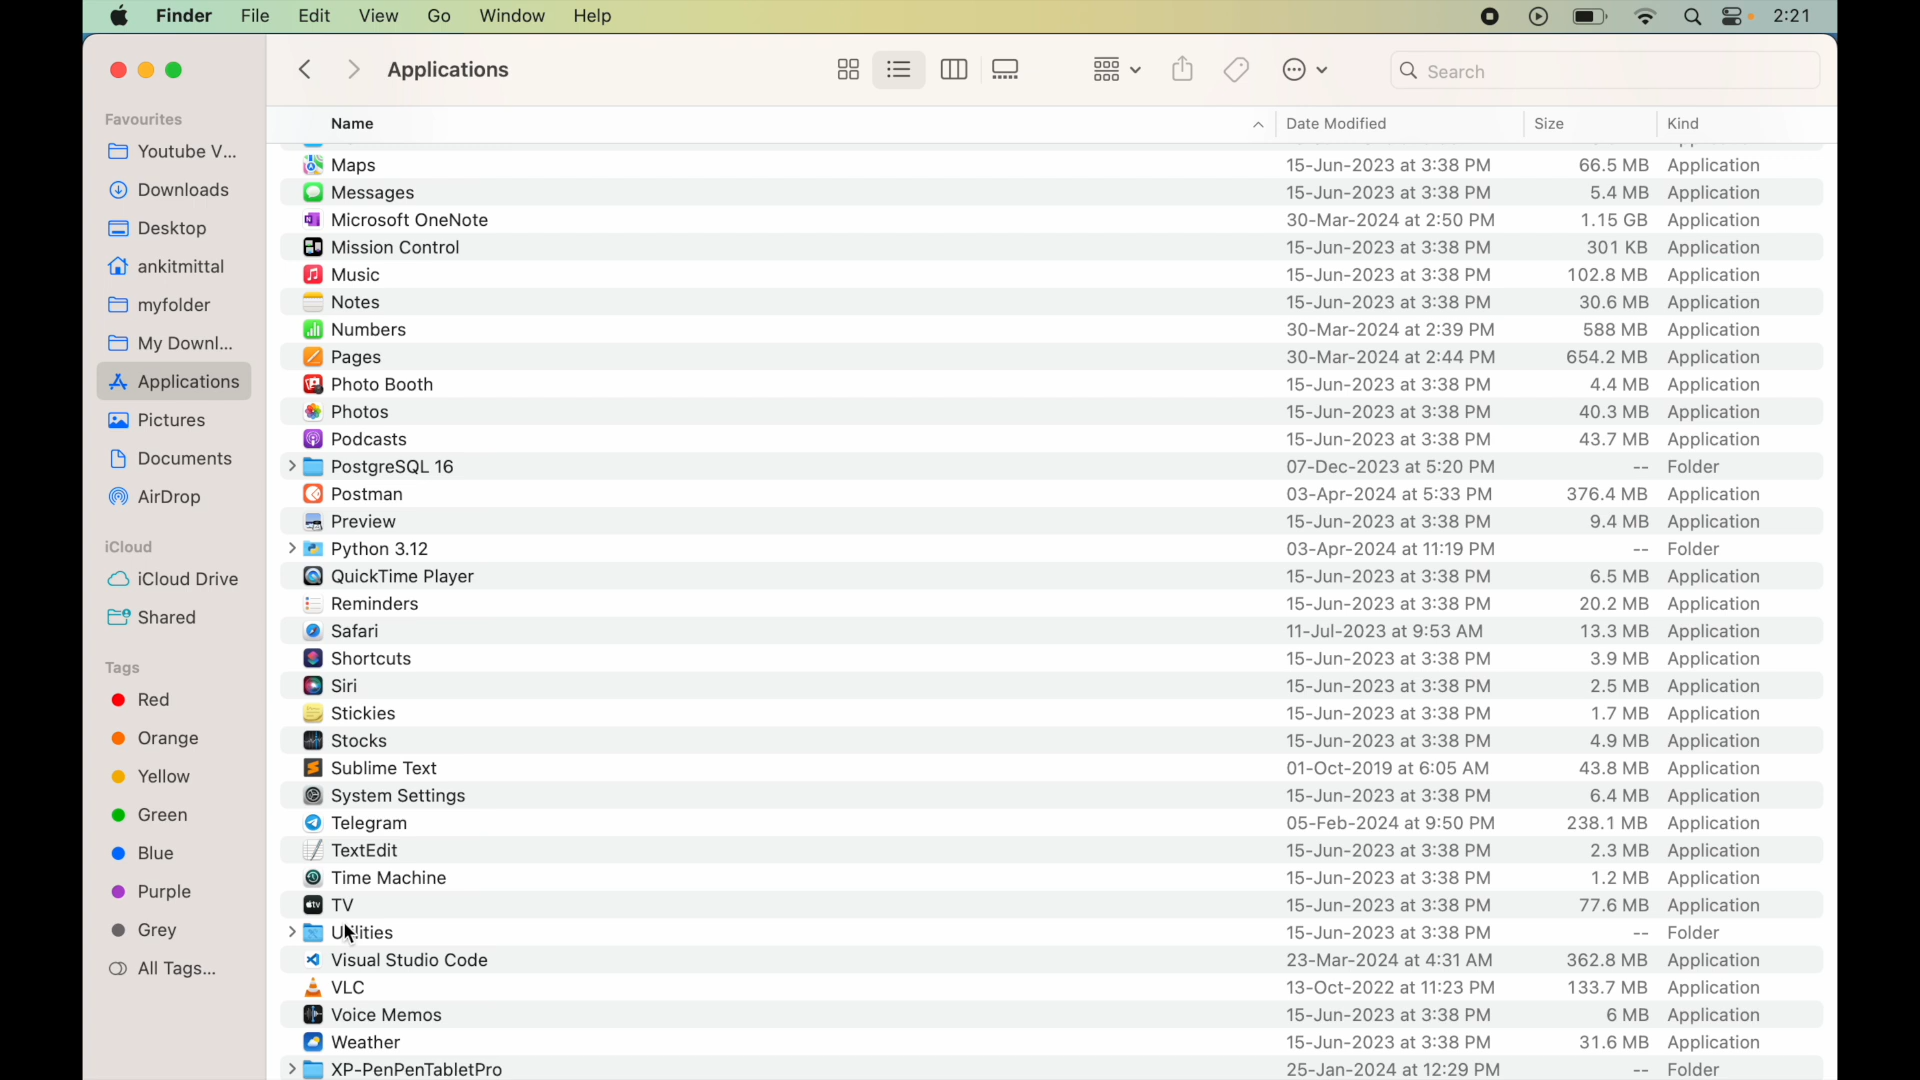 Finder File Edit View Go Window Help 2:21
Applications
Search
Favourites
Youtube V...
Downloads
Desktop
ankitmittal
myfolder
My Downl...
Applications
Pictures
Documents
AirDrop
iCloud
iCloud Drive
Shared
Tags
Red
Orange
Yellow
Green
Blue
Purple
Grey
All Tags...
Name Date Modified Size Kind
Maps 15-Jun-2023 at 3:38 PM 66.5 MB Application
Messages 15-Jun-2023 at 3:38 PM 5.4 MB Application
Microsoft OneNote 30-Mar-2024 at 2:50 PM 1.15 GB Application
Mission Control 15-Jun-2023 at 3:38 PM 301 KB Application
Music 15-Jun-2023 at 3:38 PM 102.8 MB Application
Notes 15-Jun-2023 at 3:38 PM 30.6 MB Application
Numbers 30-Mar-2024 at 2:39 PM 588 MB Application
Pages 30-Mar-2024 at 2:44 PM 654.2 MB Application
Photo Booth 15-Jun-2023 at 3:38 PM 4.4 MB Application
Photos 15-Jun-2023 at 3:38 PM 40.3 MB Application
Podcasts 15-Jun-2023 at 3:38 PM 43.7 MB Application
PostgreSQL 16 07-Dec-2023 at 5:20 PM -- Folder
Postman 03-Apr-2024 at 5:33 PM 376.4 MB Application
Preview 15-Jun-2023 at 3:38 PM 9.4 MB Application
Python 3.12 03-Apr-2024 at 11:19 PM -- Folder
QuickTime Player 15-Jun-2023 at 3:38 PM 6.5 MB Application
Reminders 15-Jun-2023 at 3:38 PM 20.2 MB Application
Safari 11-Jul-2023 at 9:53 AM 13.3 MB Application
Shortcuts 15-Jun-2023 at 3:38 PM 3.9 MB Application
Siri 15-Jun-2023 at 3:38 PM 2.5 MB Application
Stickies 15-Jun-2023 at 3:38 PM 1.7 MB Application
Stocks 15-Jun-2023 at 3:38 PM 4.9 MB Application
Sublime Text 01-Oct-2019 at 6:05 AM 43.8 MB Application
System Settings 15-Jun-2023 at 3:38 PM 6.4 MB Application
Telegram 05-Feb-2024 at 9:50 PM 238.1 MB Application
TextEdit 15-Jun-2023 at 3:38 PM 2.3 MB Application
Time Machine 15-Jun-2023 at 3:38 PM 1.2 MB Application
TV 15-Jun-2023 at 3:38 PM 77.6 MB Application
Utilities 15-Jun-2023 at 3:38 PM -- Folder
Visual Studio Code 23-Mar-2024 at 4:31 AM 362.8 MB Application
VLC 13-Oct-2022 at 11:23 PM 133.7 MB Application
Voice Memos 15-Jun-2023 at 3:38 PM 6 MB Application
Weather 15-Jun-2023 at 3:38 PM 31.6 MB Application
XP-PenPenTabletPro 25-Jan-2024 at 12:29 PM -- Folder